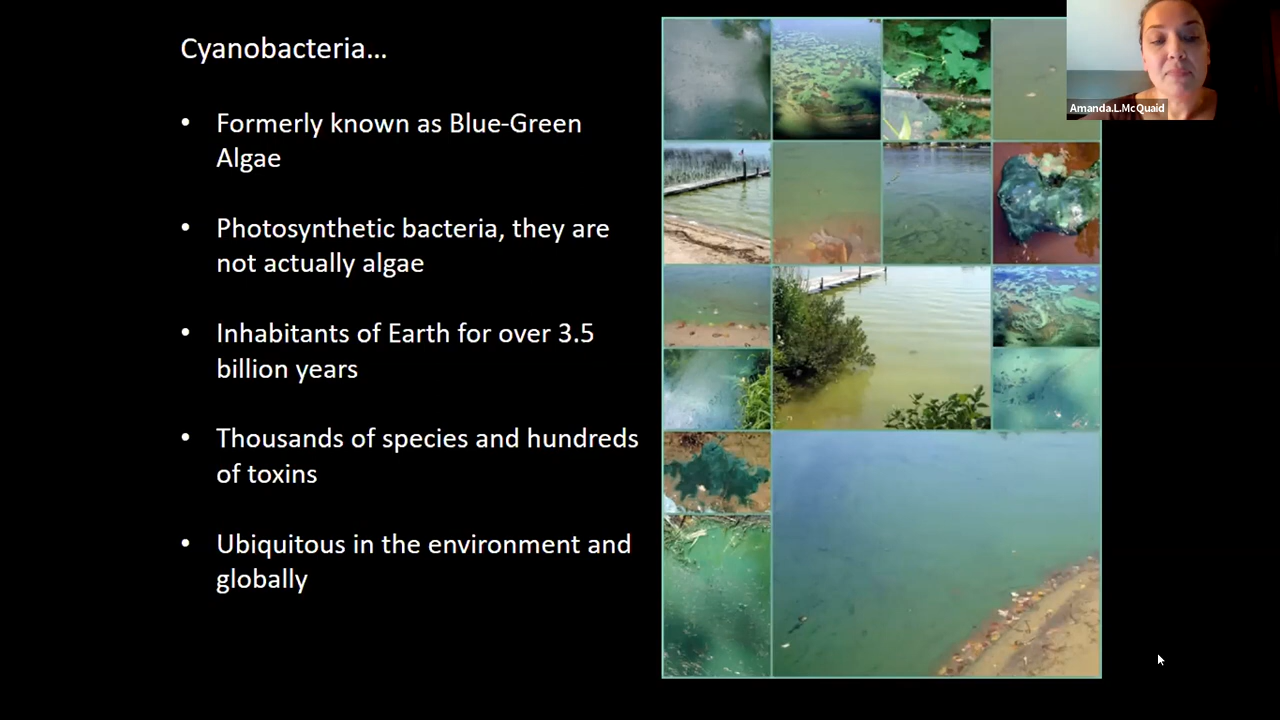 Cyanobacteria...
• Formerly known as Blue-Green
Algae
• Photosynthetic bacteria, they are
not actually algae
• Inhabitants of Earth for over 3.5
billion years
• Thousands of species and hundreds
of toxins
• Ubiquitous in the environment and
globally
Amanda.L.McQuaid